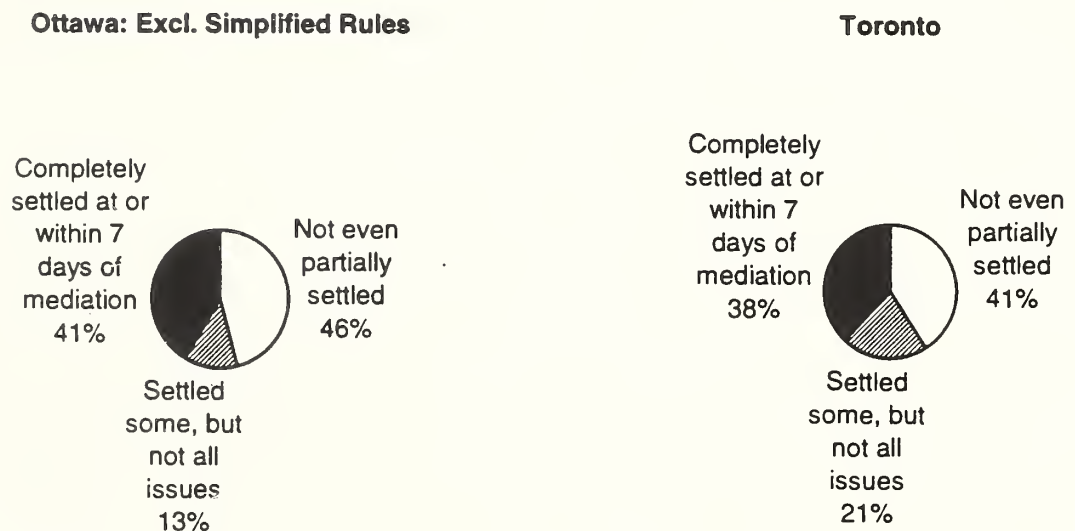 Ottawa: Excl. Simplified Rules
Completely
settled at or
within 7
days of
mediation
41%
Not even
partially
settled
46%
Settled
some, but
not all
issues
13%
Toronto
Completely
settled at or
within 7
days of
mediation
38%
Not even
partially
settled
41%
Settled
some, but
not all
issues
21%